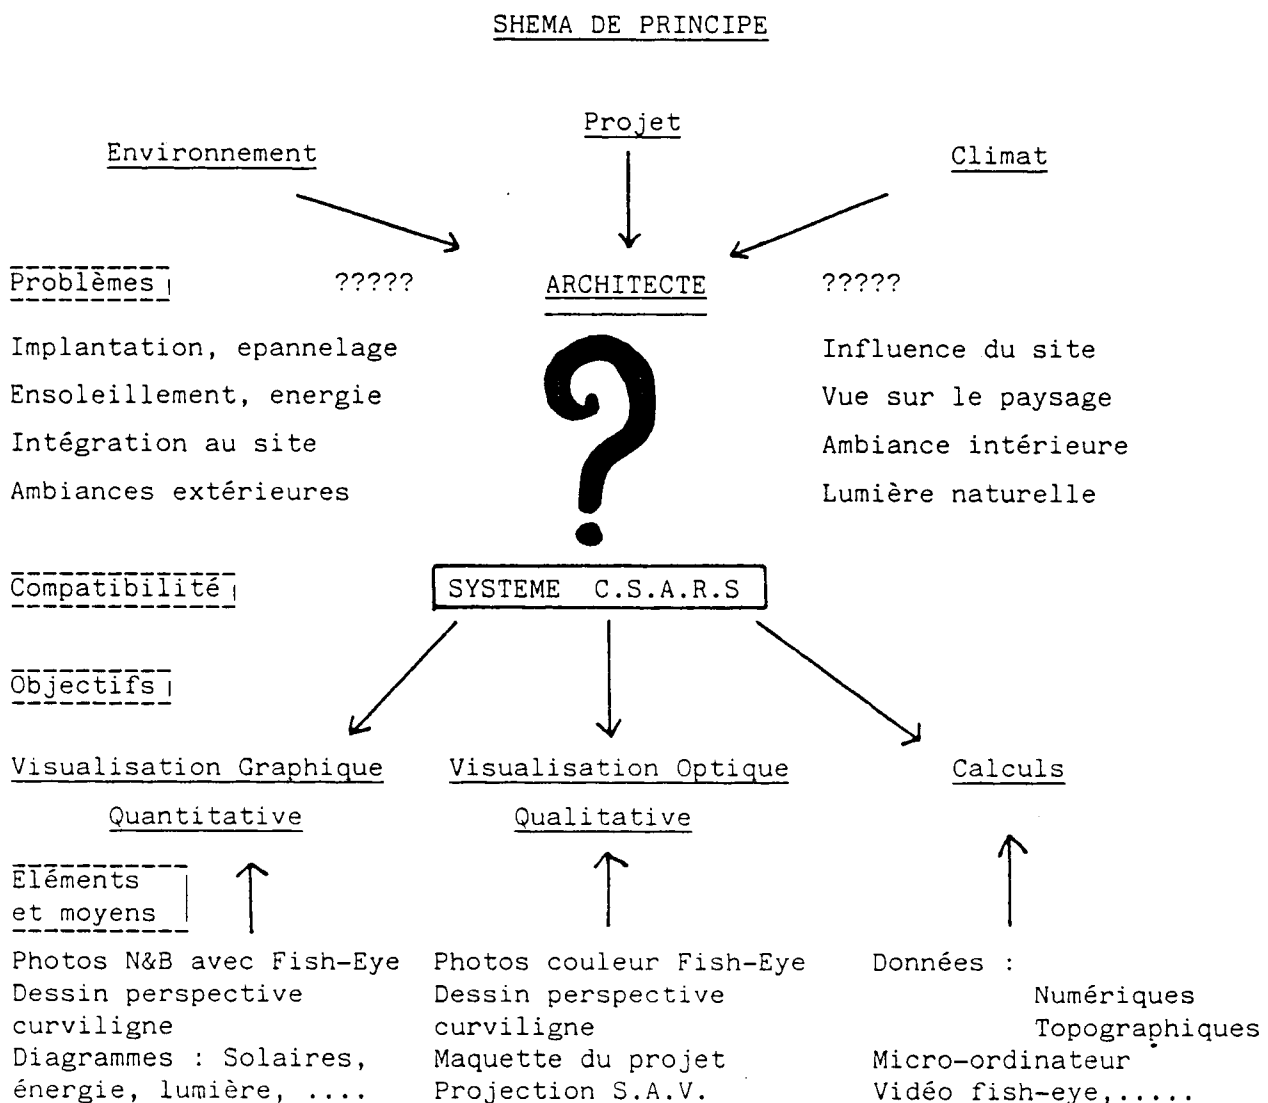 SHEMA DE PRINCIPE
Projet
Environnement
Climat
Problèmes
?????
ARCHITECTE
?????
Implantation, epannelage
Ensoleillement, energie
Intégration au site
Ambiances extérieures
?
Influence du site
Vue sur le paysage
Ambiance intérieure
Lumière naturelle
Compatibilité
SYSTEME C.S.A.R.S
Objectifs
Visualisation Graphique
Quantitative
Visualisation Optique
Qualitative
Calculs
Eléments
et moyens
Photos N&B avec Fish-Eye
Dessin perspective
curviligne
Diagrammes : Solaires,
énergie, lumière, ....
Photos couleur Fish-Eye
Dessin perspective
curviligne
Maquette du projet
Projection S.A.V.
Données :
Numériques
Topographiques
Micro-ordinateur
Vidéo fish-eye,.....